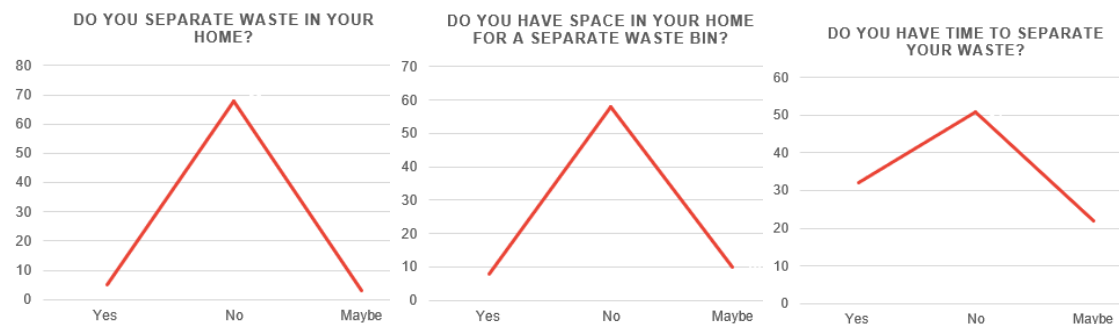 DO YOU SEPARATE WASTE IN YOUR
HOME?
80
70
60
50
40
30
20
10
0
Yes No Maybe
DO YOU HAVE SPACE IN YOUR HOME
FOR A SEPARATE WASTE BIN?
70
60
50
40
30
20
10
0
Yes No Maybe
DO YOU HAVE TIME TO SEPARATE
YOUR WASTE?
60
50
40
30
20
10
0
Yes No Maybe